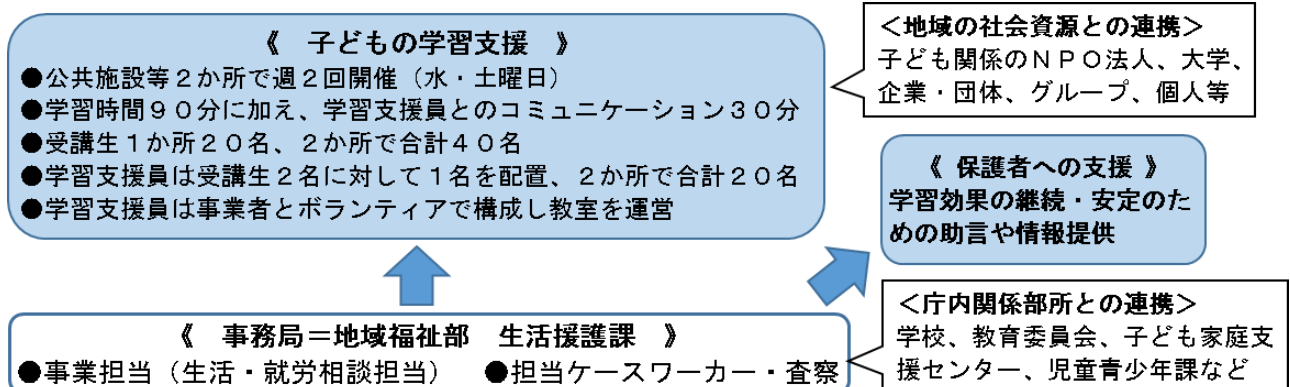 《　子どもの学習支援　》
●公共施設等２か所で週２回開催（水・土曜日）
●学習時間９０分に加え、学習支援員とのコミュニケーション３０分
●受講生１か所２０名、２か所で合計４０名
●学習支援員は受講生２名に対して１名を配置、２か所で合計２０名
●学習支援員は事業者とボランティアで構成し教室を運営
＜地域の社会資源との連携＞
子ども関係のＮＰＯ法人、大学、
企業・団体、グループ、個人等
《 保護者への支援 》
学習効果の継続・安定のた
めの助言や情報提供
《　事務局＝地域福祉部　生活援護課　》
●事業担当（生活・就労相談担当）　●担当ケースワーカー・査察
＜庁内関係部所との連携＞
学校、教育委員会、子ども家庭支
援センター、児童青少年課など